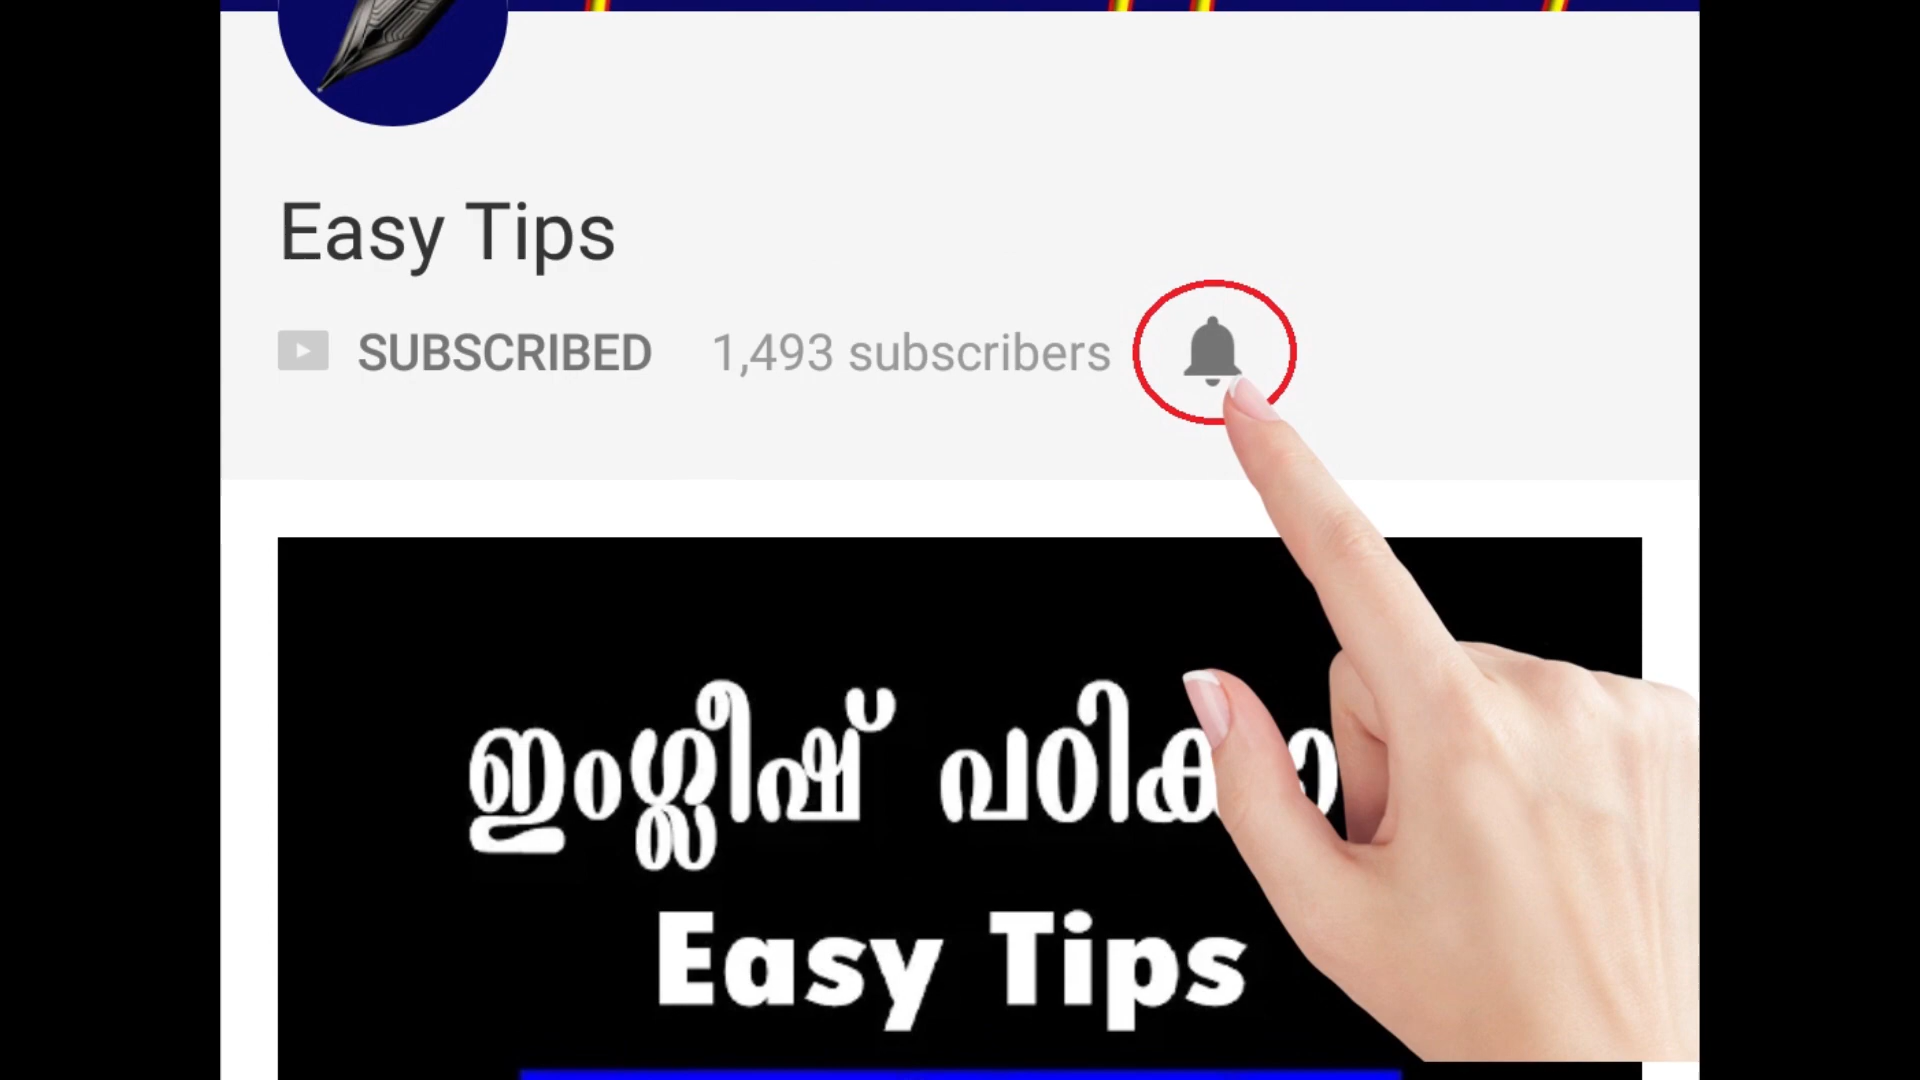 Easy Tips
SUBSCRIBED 1,493 subscribers
ഇംഗ്ലീഷ്
Easy Tips